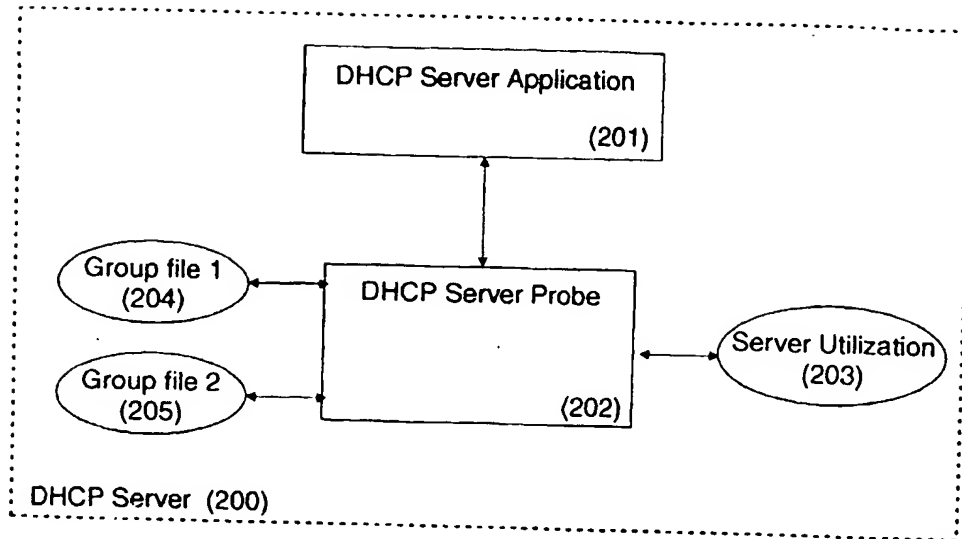 DHCP Server Application
(201)
Group file 1
(204)
DHCP Server Probe
Server Utilization
(203)
Group file 2
(205)
(202)
DHCP Server (200)